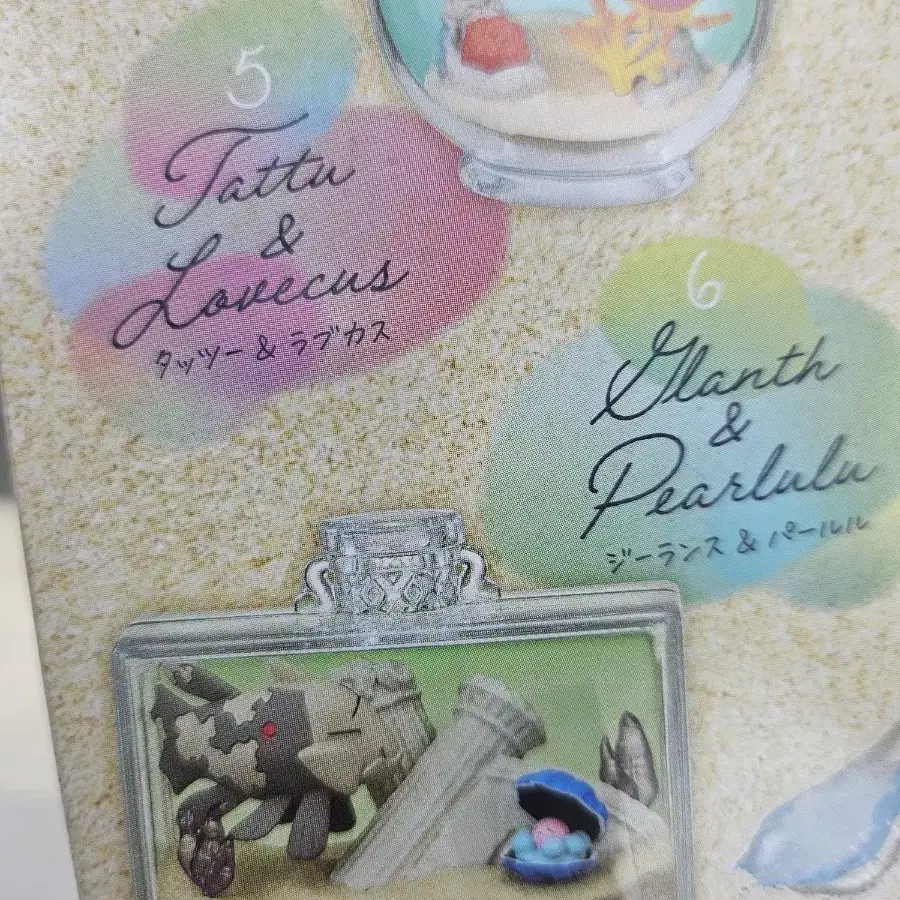 5
Tattu
&
Lovecus
タッツー & ラブカス
6
Glanth
&
Pearlulu
ジーランス & パールル